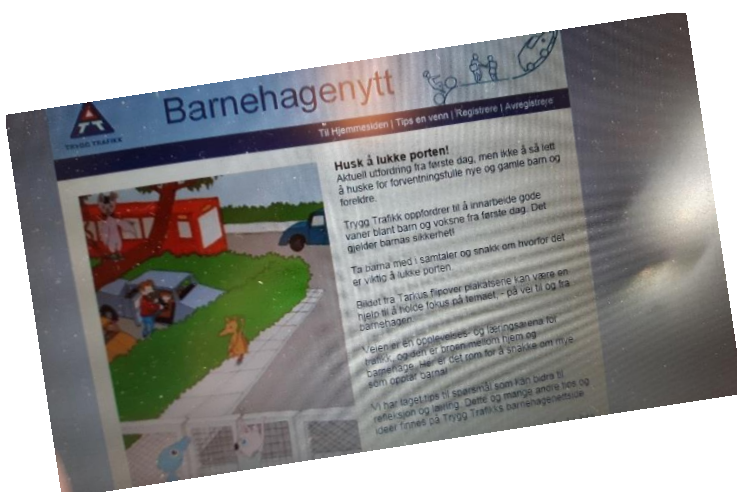 Barnehagenytt
TRYGG TRAFIKK
Til Hjemmesiden | Tips en venn | Registrere | Avregistrere
Husk å lukke porten!
Aktuell utfordring fra første dag, men ikke å så lett
å huske for forventningsfulle nye og gamle barn og
foreldre.
Trygg Trafikk oppfordrer til å innarbeide gode
vaner blant barn og voksne fra første dag. Det
gjelder barnas sikkerhet!
Ta barna med i samtaler og snakk om hvorfor det
er viktig å lukke porten.
Bildet fra Tarkus flipover plakatsene kan være en
hjelp til å holde fokus på temaet, - på vei til og fra
barnehagen.
Veien er en opplevelses- og læringsarena for
trafikk, og den er broen mellom hjem og
barnehage. Her er det rom for å snakke om mye
som opptar barna!
Vi har laget tips til spørsmål som kan bidra til
refleksjon og læring. Dette og mange andre tips og
ideer finnes på Trygg Trafikks barnehagenettside